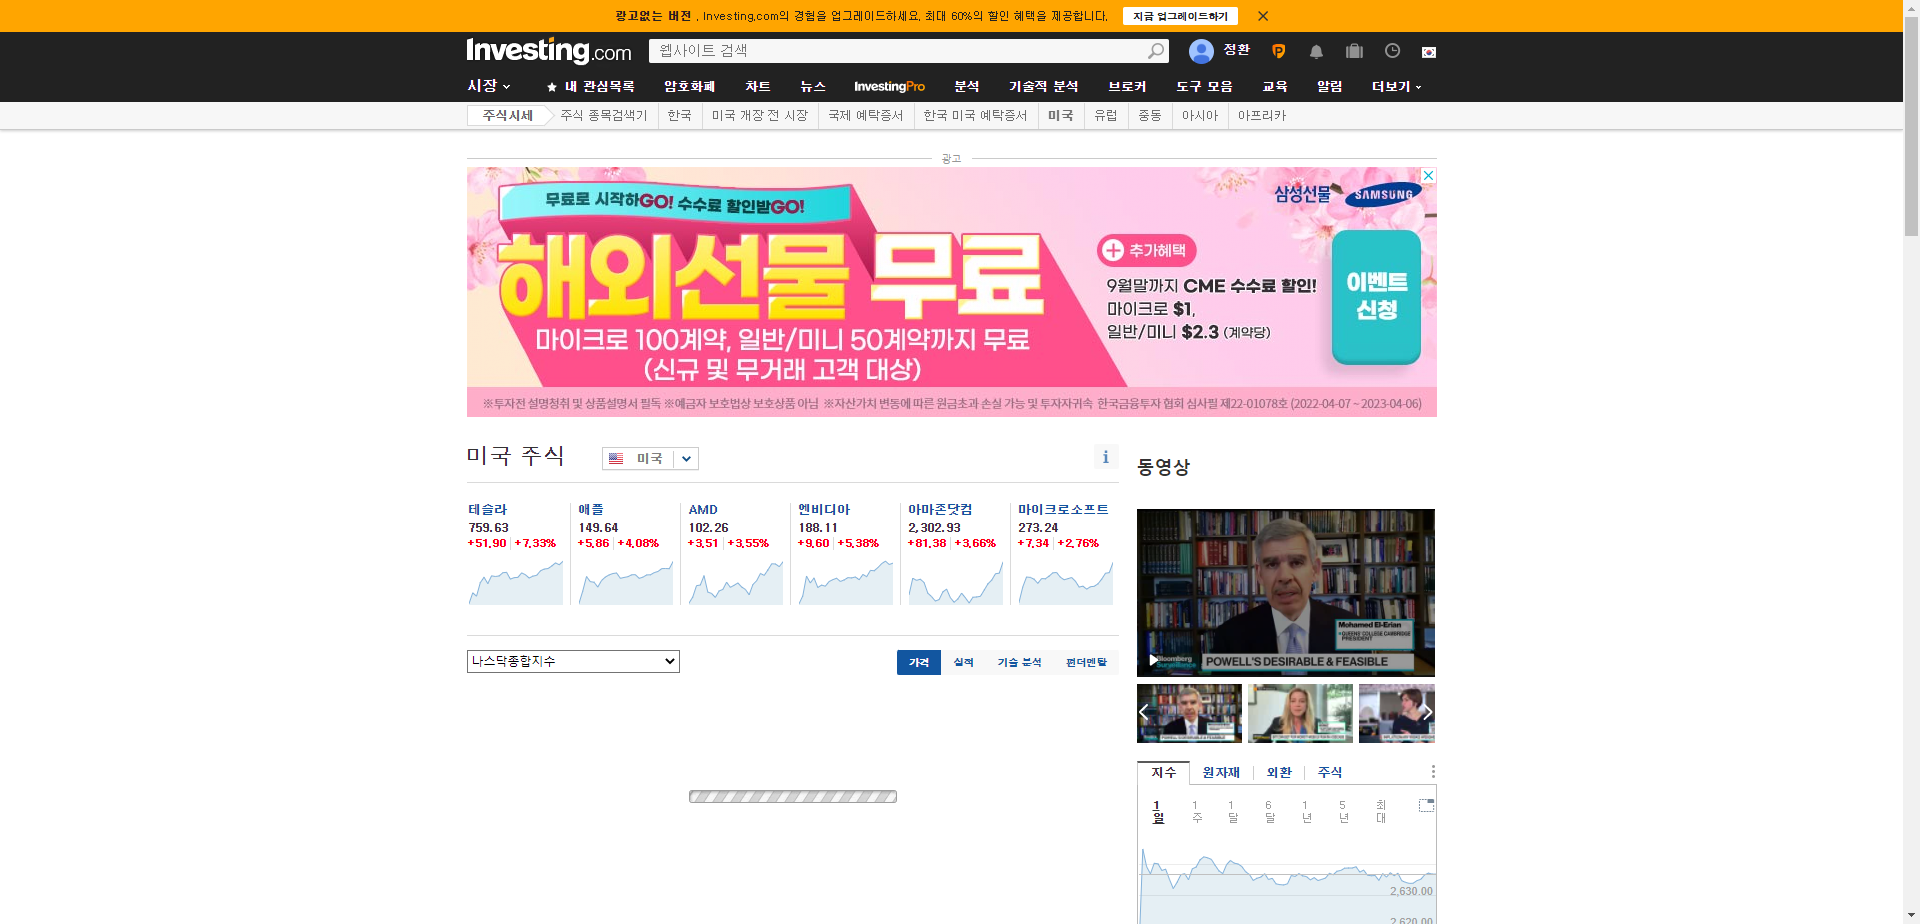 광고없는 버전 . Investing.com의 경험을 업그레이드하세요. 최대 60%의 할인 혜택을 제공합니다. 지금 업그레이드하기
Investing.com 웹사이트 검색 정환
시장 내 관심목록 암호화폐 차트 뉴스 InvestingPro 분석 기술적 분석 브로커 도구 모음 교육 알림 더보기
주식시세 주식 종목검색기 한국 미국 개장 전 시장 국제 예탁증서 한국 미국 예탁증서 미국 유럽 중동 아시아 아프리카
광고
무료로 시작하GO! 수수료 할인받GO!
해외선물 무료
마이크로 100계약, 일반/미니 50계약까지 무료
(신규 및 무거래 고객 대상)
삼성선물 SAMSUNG
추가혜택
9월말까지 CME 수수료 할인!
마이크로 $1,
일반/미니 $2.3 (계약당)
이벤트
신청
※투자전 설명청취 및 상품설명서 필독 ※예금자 보호법상 보호상품 아님 ※자산가치 변동에 따른 원금초과 손실 가능 및 투자자귀속 한국금융투자 협회 심사필 제22-01078호 (2022-04-07 ~ 2023-04-06)
미국 주식 미국 i
테슬라 애플 AMD 엔비디아 아마존닷컴 마이크로소프트
759.63 149.64 102.26 188.11 2,302.93 273.24
+51.90 +7.33% +5.86 +4.08% +3.51 +3.55% +9.60 +5.38% +81.38 +3.66% +7.34 +2.76%
나스닥종합지수 가격 실적 기술 분석 펀더멘탈
동영상
Mohamed El-Erian
QUEENS' COLLEGE CAMBRIDGE
PRESIDENT
Bloomberg
Surveillance
POWELL'S DESIRABLE & FEASIBLE
지수 원자재 외환 주식
1일 1주 1달 6달 1년 5년 최대
2,630.00
2,620.00